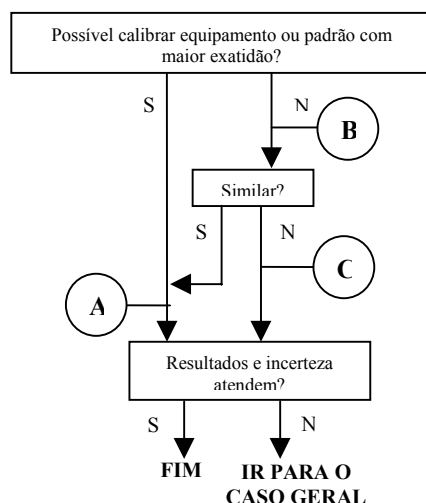 Possível calibrar equipamento ou padrão com
maior exatidão?
S
N
B
Similar?
S
N
C
A
Resultados e incerteza
atendem?
S
N
FIM
IR PARA O
CASO GERAL